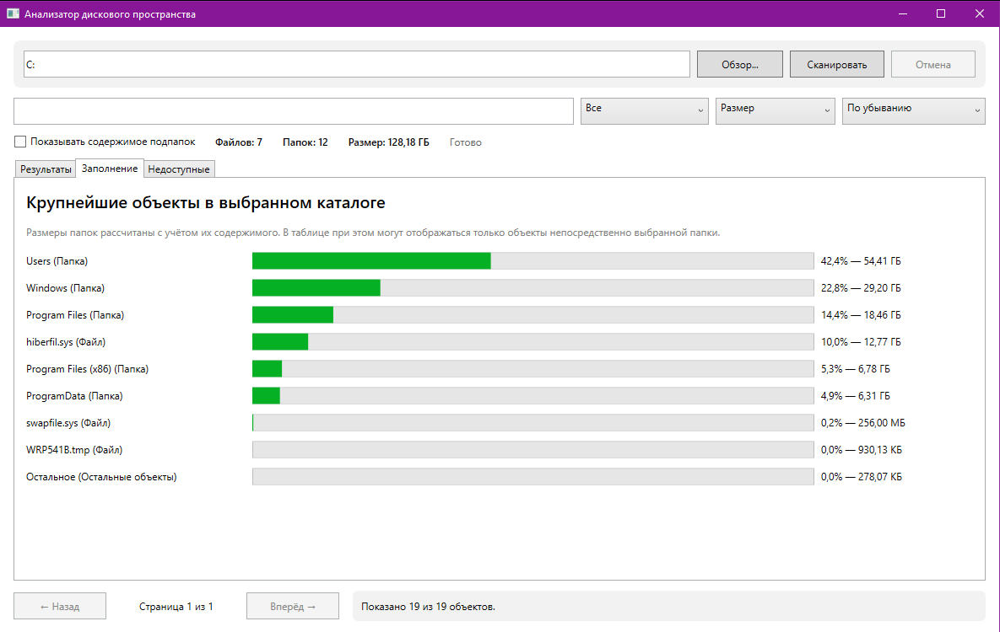 Анализатор дискового пространства
C:
Обзор...
Сканировать
Отмена
Все
Размер
По убыванию
Показывать содержимое подпапок
Файлов: 7
Папок: 12
Размер: 128,18 ГБ
Готово
Результаты
Заполнение
Недоступные
Крупнейшие объекты в выбранном каталоге
Размеры папок рассчитаны с учётом их содержимого. В таблице при этом могут отображаться только объекты непосредственно выбранной папки.
Users (Папка) 42,4% — 54,41 ГБ
Windows (Папка) 22,8% — 29,20 ГБ
Program Files (Папка) 14,4% — 18,46 ГБ
hiberfil.sys (Файл) 10,0% — 12,77 ГБ
Program Files (x86) (Папка) 5,3% — 6,78 ГБ
ProgramData (Папка) 4,9% — 6,31 ГБ
swapfile.sys (Файл) 0,2% — 256,00 МБ
WRP541B.tmp (Файл) 0,0% — 930,13 КБ
Остальное (Остальные объекты) 0,0% — 278,07 КБ
← Назад
Страница 1 из 1
Вперёд →
Показано 19 из 19 объектов.